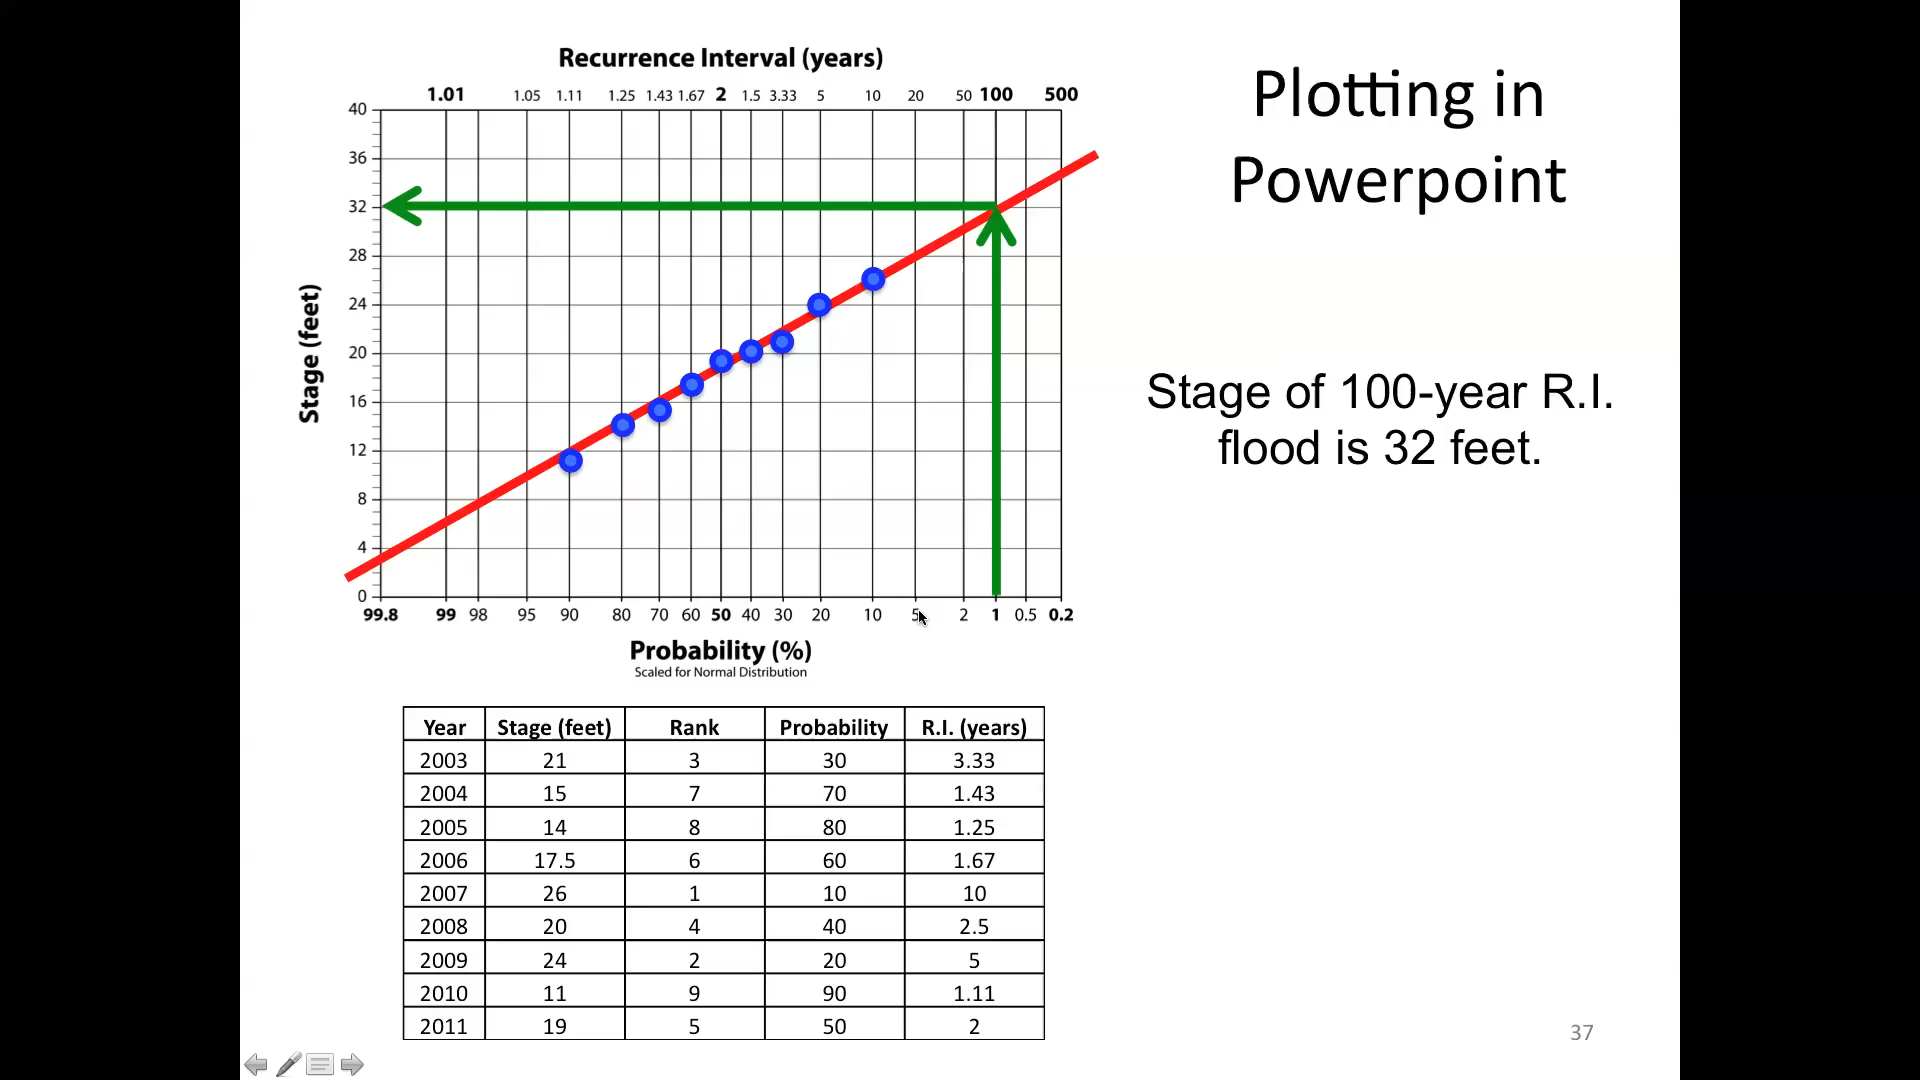 Recurrence Interval (years)
1.01 1.05 1.11 1.25 1.43 1.67 2 1.5 3.33 5 10 20 50 100 500
40
36
32
28
24
20
16
12
8
4
0
Stage (feet)
99.8 99 98 95 90 80 70 60 50 40 30 20 10 5 2 1 0.5 0.2
Probability (%)
Scaled for Normal Distribution
Plotting in
Powerpoint
Stage of 100-year R.I.
flood is 32 feet.
Year Stage (feet) Rank Probability R.I. (years)
2003 21 3 30 3.33
2004 15 7 70 1.43
2005 14 8 80 1.25
2006 17.5 6 60 1.67
2007 26 1 10 10
2008 20 4 40 2.5
2009 24 2 20 5
2010 11 9 90 1.11
2011 19 5 50 2
37